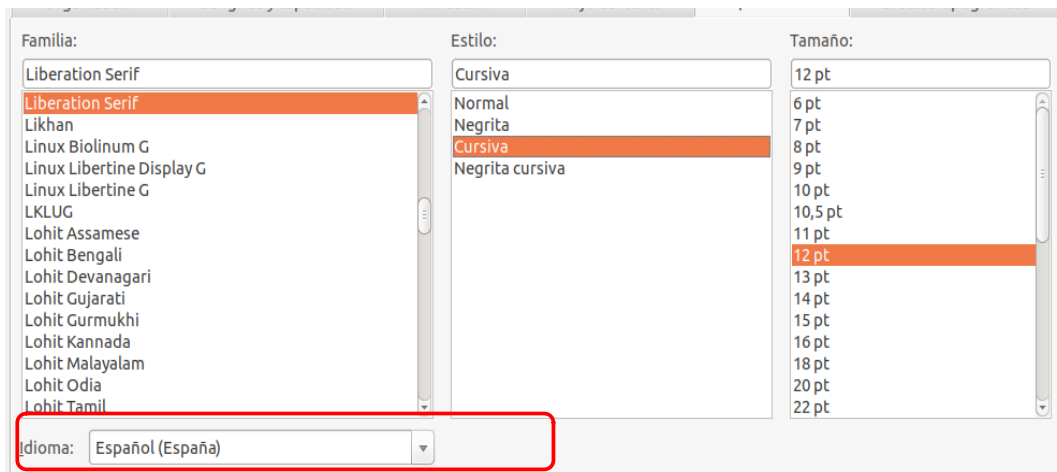 Familia:
Liberation Serif
Liberation Serif
Likhan
Linux Biolinum G
Linux Libertine Display G
Linux Libertine G
LKLUG
Lohit Assamese
Lohit Bengali
Lohit Devanagari
Lohit Gujarati
Lohit Gurmukhi
Lohit Kannada
Lohit Malayalam
Lohit Odia
Lohit Tamil
Idioma: Español (España)
Estilo:
Cursiva
Normal
Negrita
Cursiva
Negrita cursiva
Tamaño:
12 pt
6 pt
7 pt
8 pt
9 pt
10 pt
10,5 pt
11 pt
12 pt
13 pt
14 pt
15 pt
16 pt
18 pt
20 pt
22 pt